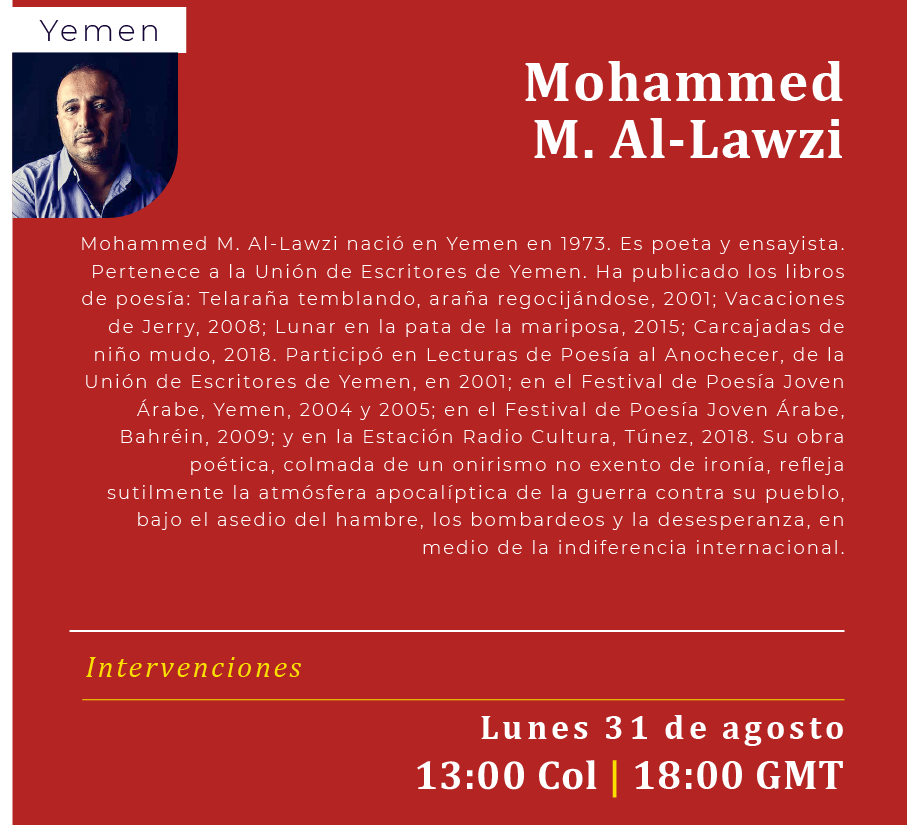 Yemen
Mohammed
M. Al-Lawzi
Mohammed M. Al-Lawzi nació en Yemen en 1973. Es poeta y ensayista.
Pertenece a la Unión de Escritores de Yemen. Ha publicado los libros
de poesía: Telaraña temblando, araña regocijándose, 2001; Vacaciones
de Jerry, 2008; Lunar en la pata de la mariposa, 2015; Carcajadas de
niño mudo, 2018. Participó en Lecturas de Poesía al Anochecer, de la
Unión de Escritores de Yemen, en 2001; en el Festival de Poesía Joven
Árabe, Yemen, 2004 y 2005; en el Festival de Poesía Joven Árabe,
Bahréin, 2009; y en la Estación Radio Cultura, Túnez, 2018. Su obra
poética, colmada de un onirismo no exento de ironía, refleja
sutilmente la atmósfera apocalíptica de la guerra contra su pueblo,
bajo el asedio del hambre, los bombardeos y la desesperanza, en
medio de la indiferencia internacional.
Intervenciones
Lunes 31 de agosto
13:00 Col | 18:00 GMT